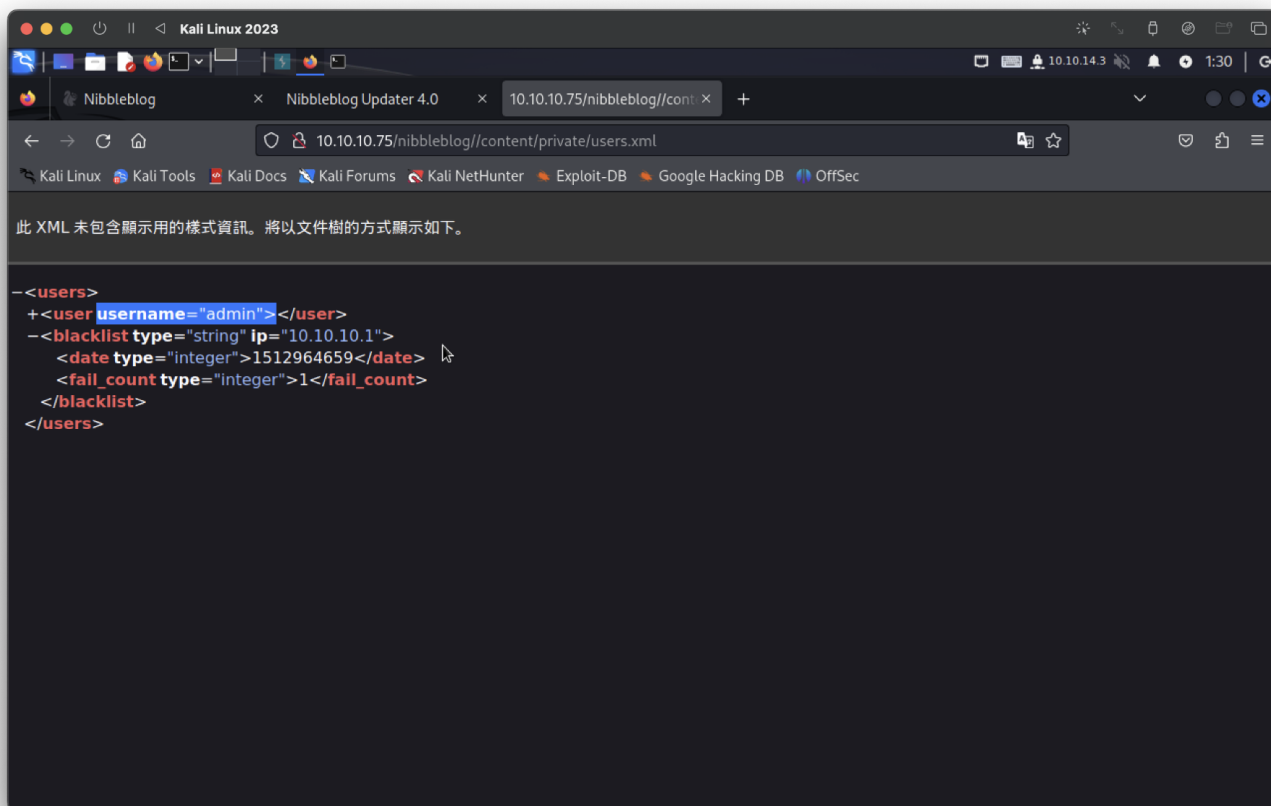 Kali Linux 2023
10.10.14.3 1:30
Nibbleblog Nibbleblog Updater 4.0 10.10.10.75/nibbleblog//cont
10.10.10.75/nibbleblog//content/private/users.xml
Kali Linux Kali Tools Kali Docs Kali Forums Kali NetHunter Exploit-DB Google Hacking DB OffSec
此 XML 未包含顯示用的樣式資訊。將以文件樹的方式顯示如下。
−<users>
+<user username="admin"></user>
−<blacklist type="string" ip="10.10.10.1">
<date type="integer">1512964659</date>
<fail_count type="integer">1</fail_count>
</blacklist>
</users>